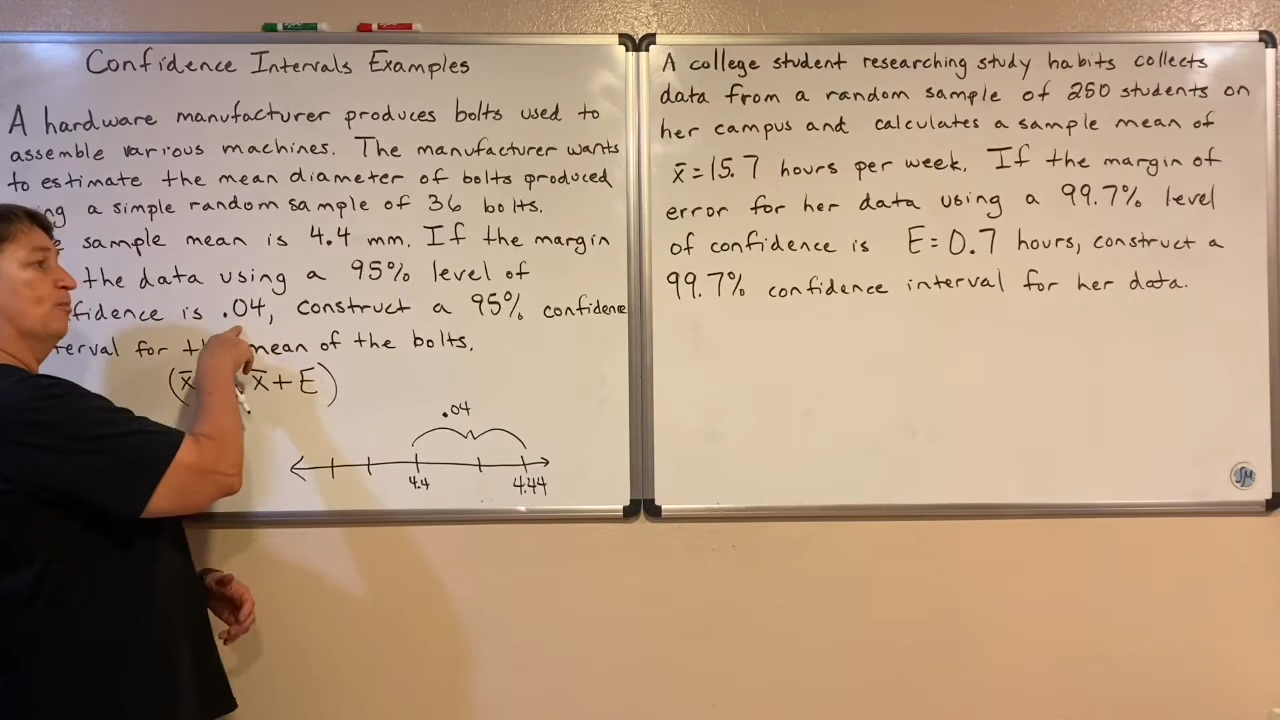 Confidence Intervals Examples
A hardware manufacturer produces bolts used to
assemble various machines. The manufacturer wants
to estimate the mean diameter of bolts produced
a simple random sample of 36 bolts.
sample mean is 4.4 mm. If the margin
the data using a 95% level of
fidence is .04, construct a 95% confidence
erval for mean of the bolts.
(x̄ x̄+E)
.04
4.4 4.44
A college student researching study habits collects
data from a random sample of 250 students on
her campus and calculates a sample mean of
x̄=15.7 hours per week. If the margin of
error for her data using a 99.7% level
of confidence is E=0.7 hours, construct a
99.7% confidence interval for her data.